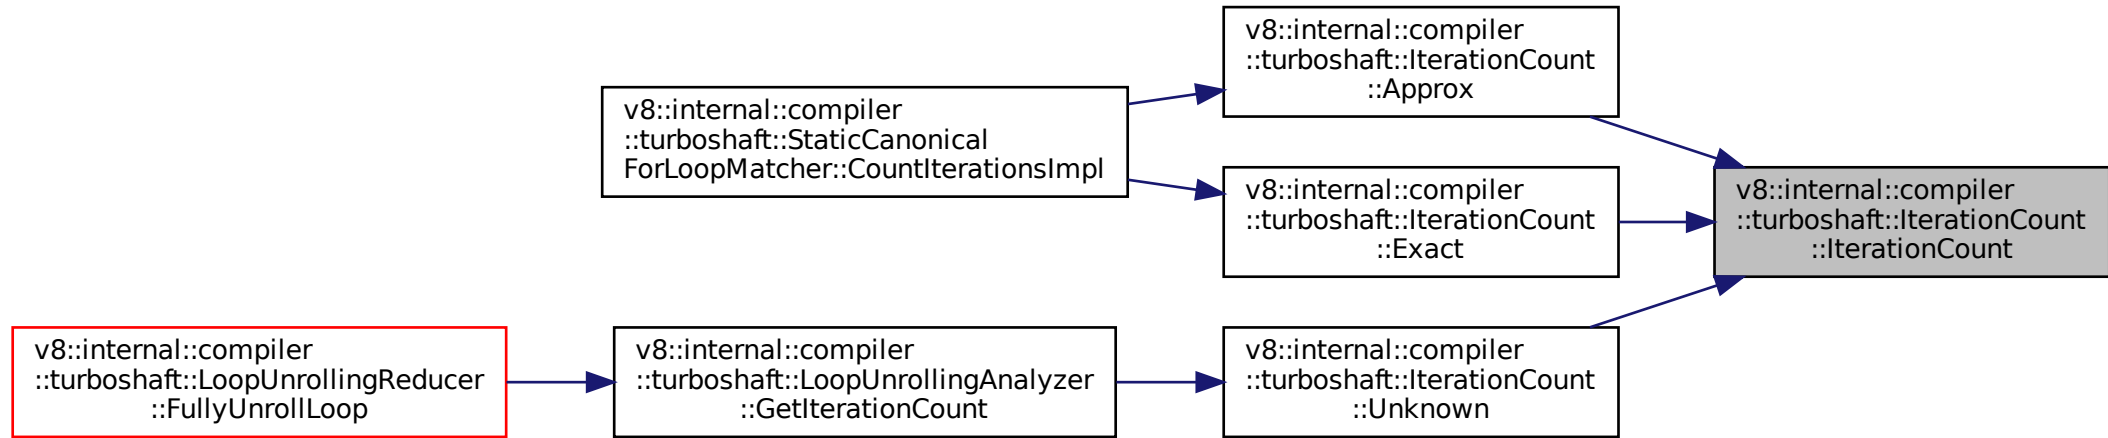 v8::internal::compiler
::turboshaft::IterationCount
::Approx
v8::internal::compiler
::turboshaft::StaticCanonical
ForLoopMatcher::CountIterationsImpl
v8::internal::compiler
::turboshaft::IterationCount
::Exact
v8::internal::compiler
::turboshaft::IterationCount
::IterationCount
v8::internal::compiler
::turboshaft::LoopUnrollingReducer
::FullyUnrollLoop
v8::internal::compiler
::turboshaft::LoopUnrollingAnalyzer
::GetIterationCount
v8::internal::compiler
::turboshaft::IterationCount
::Unknown